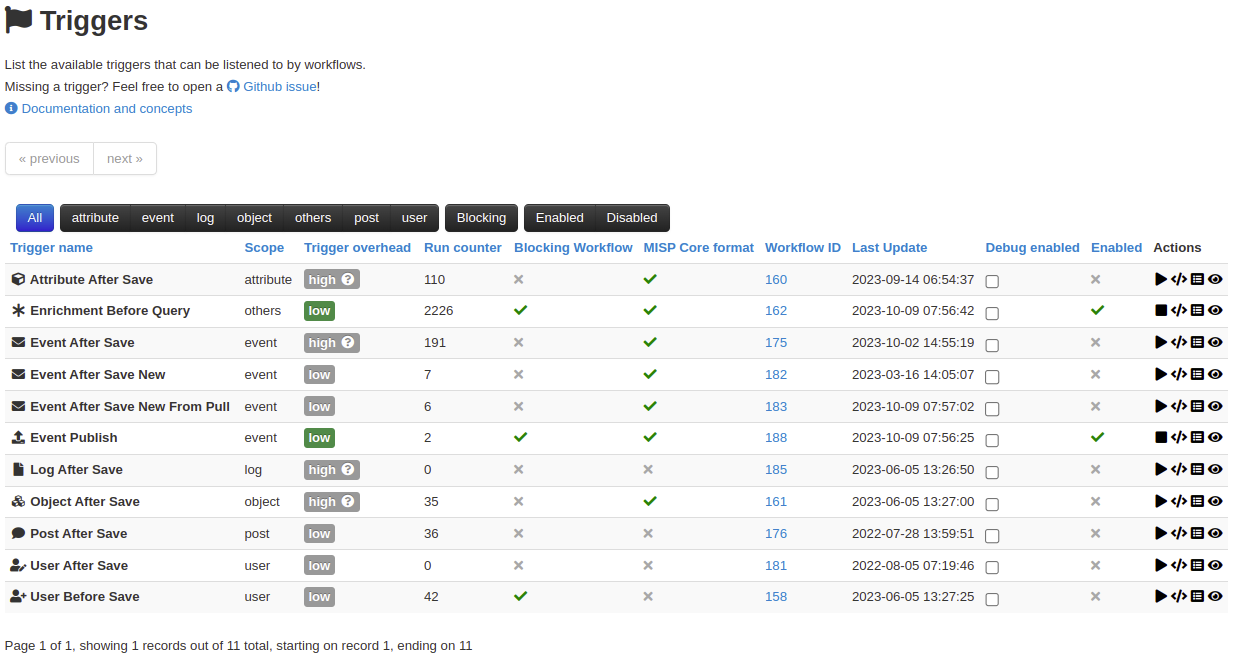 Triggers
List the available triggers that can be listened to by workflows.
Missing a trigger? Feel free to open a Github issue!
Documentation and concepts
« previous next »
All attribute event log object others post user Blocking Enabled Disabled
Trigger name Scope Trigger overhead Run counter Blocking Workflow MISP Core format Workflow ID Last Update Debug enabled Enabled Actions
Attribute After Save attribute high 110 160 2023-09-14 06:54:37
Enrichment Before Query others low 2226 162 2023-10-09 07:56:42
Event After Save event high 191 175 2023-10-02 14:55:19
Event After Save New event low 7 182 2023-03-16 14:05:07
Event After Save New From Pull event low 6 183 2023-10-09 07:57:02
Event Publish event low 2 188 2023-10-09 07:56:25
Log After Save log high 0 185 2023-06-05 13:26:50
Object After Save object high 35 161 2023-06-05 13:27:00
Post After Save post low 36 176 2022-07-28 13:59:51
User After Save user low 0 181 2022-08-05 07:19:46
User Before Save user low 42 158 2023-06-05 13:27:25
Page 1 of 1, showing 1 records out of 11 total, starting on record 1, ending on 11